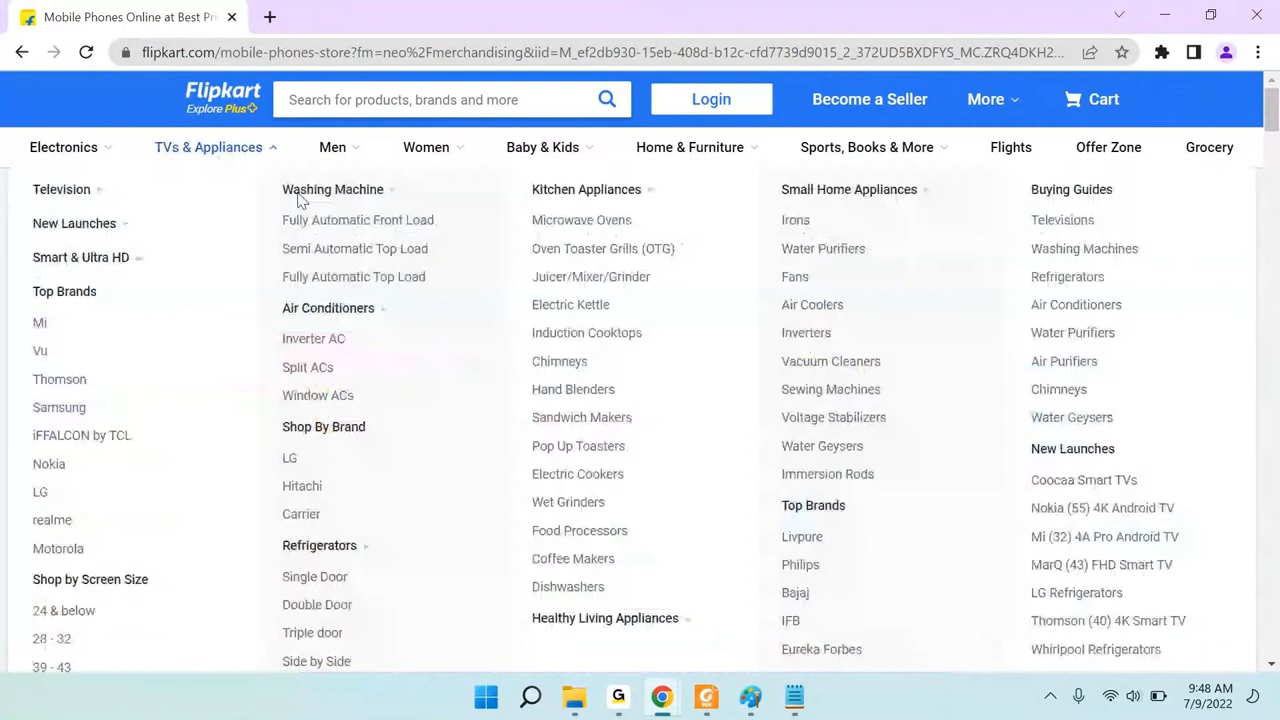 Mobile Phones Online at Best Pri
flipkart.com/mobile-phones-store?fm=neo%2Fmerchandising&iid=M_ef2db930-15eb-408d-b12c-cfd7739d9015_2_372UD5BXDFYS_MC.ZRQ4DKH2...
Flipkart
Explore Plus
Search for products, brands and more
Login
Become a Seller
More
Cart
Electronics
TVs & Appliances
Men
Women
Baby & Kids
Home & Furniture
Sports, Books & More
Flights
Offer Zone
Grocery
Television
New Launches
Smart & Ultra HD
Top Brands
Mi
Vu
Thomson
Samsung
iFFALCON by TCL
Nokia
LG
realme
Motorola
Shop by Screen Size
24 & below
28 - 32
39 - 43
Washing Machine
Fully Automatic Front Load
Semi Automatic Top Load
Fully Automatic Top Load
Air Conditioners
Inverter AC
Split ACs
Window ACs
Shop By Brand
LG
Hitachi
Carrier
Refrigerators
Single Door
Double Door
Triple door
Side by Side
Kitchen Appliances
Microwave Ovens
Oven Toaster Grills (OTG)
Juicer/Mixer/Grinder
Electric Kettle
Induction Cooktops
Chimneys
Hand Blenders
Sandwich Makers
Pop Up Toasters
Electric Cookers
Wet Grinders
Food Processors
Coffee Makers
Dishwashers
Healthy Living Appliances
Small Home Appliances
Irons
Water Purifiers
Fans
Air Coolers
Inverters
Vacuum Cleaners
Sewing Machines
Voltage Stabilizers
Water Geysers
Immersion Rods
Top Brands
Livpure
Philips
Bajaj
IFB
Eureka Forbes
Buying Guides
Televisions
Washing Machines
Refrigerators
Air Conditioners
Water Purifiers
Air Purifiers
Chimneys
Water Geysers
New Launches
Coocaa Smart TVs
Nokia (55) 4K Android TV
Mi (32) 4A Pro Android TV
MarQ (43) FHD Smart TV
LG Refrigerators
Thomson (40) 4K Smart TV
Whirlpool Refrigerators
9:48 AM
7/9/2022